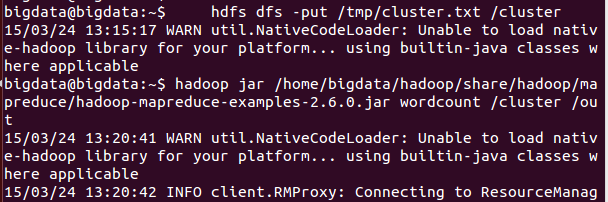 bigdata@bigdata:~$     hdfs dfs -put /tmp/cluster.txt /cluster
15/03/24 13:15:17 WARN util.NativeCodeLoader: Unable to load nativ
e-hadoop library for your platform... using builtin-java classes w
here applicable
bigdata@bigdata:~$ hadoop jar /home/bigdata/hadoop/share/hadoop/ma
preduce/hadoop-mapreduce-examples-2.6.0.jar wordcount /cluster /ou
t
15/03/24 13:20:41 WARN util.NativeCodeLoader: Unable to load nativ
e-hadoop library for your platform... using builtin-java classes w
here applicable
15/03/24 13:20:42 INFO client.RMProxy: Connecting to ResourceManag